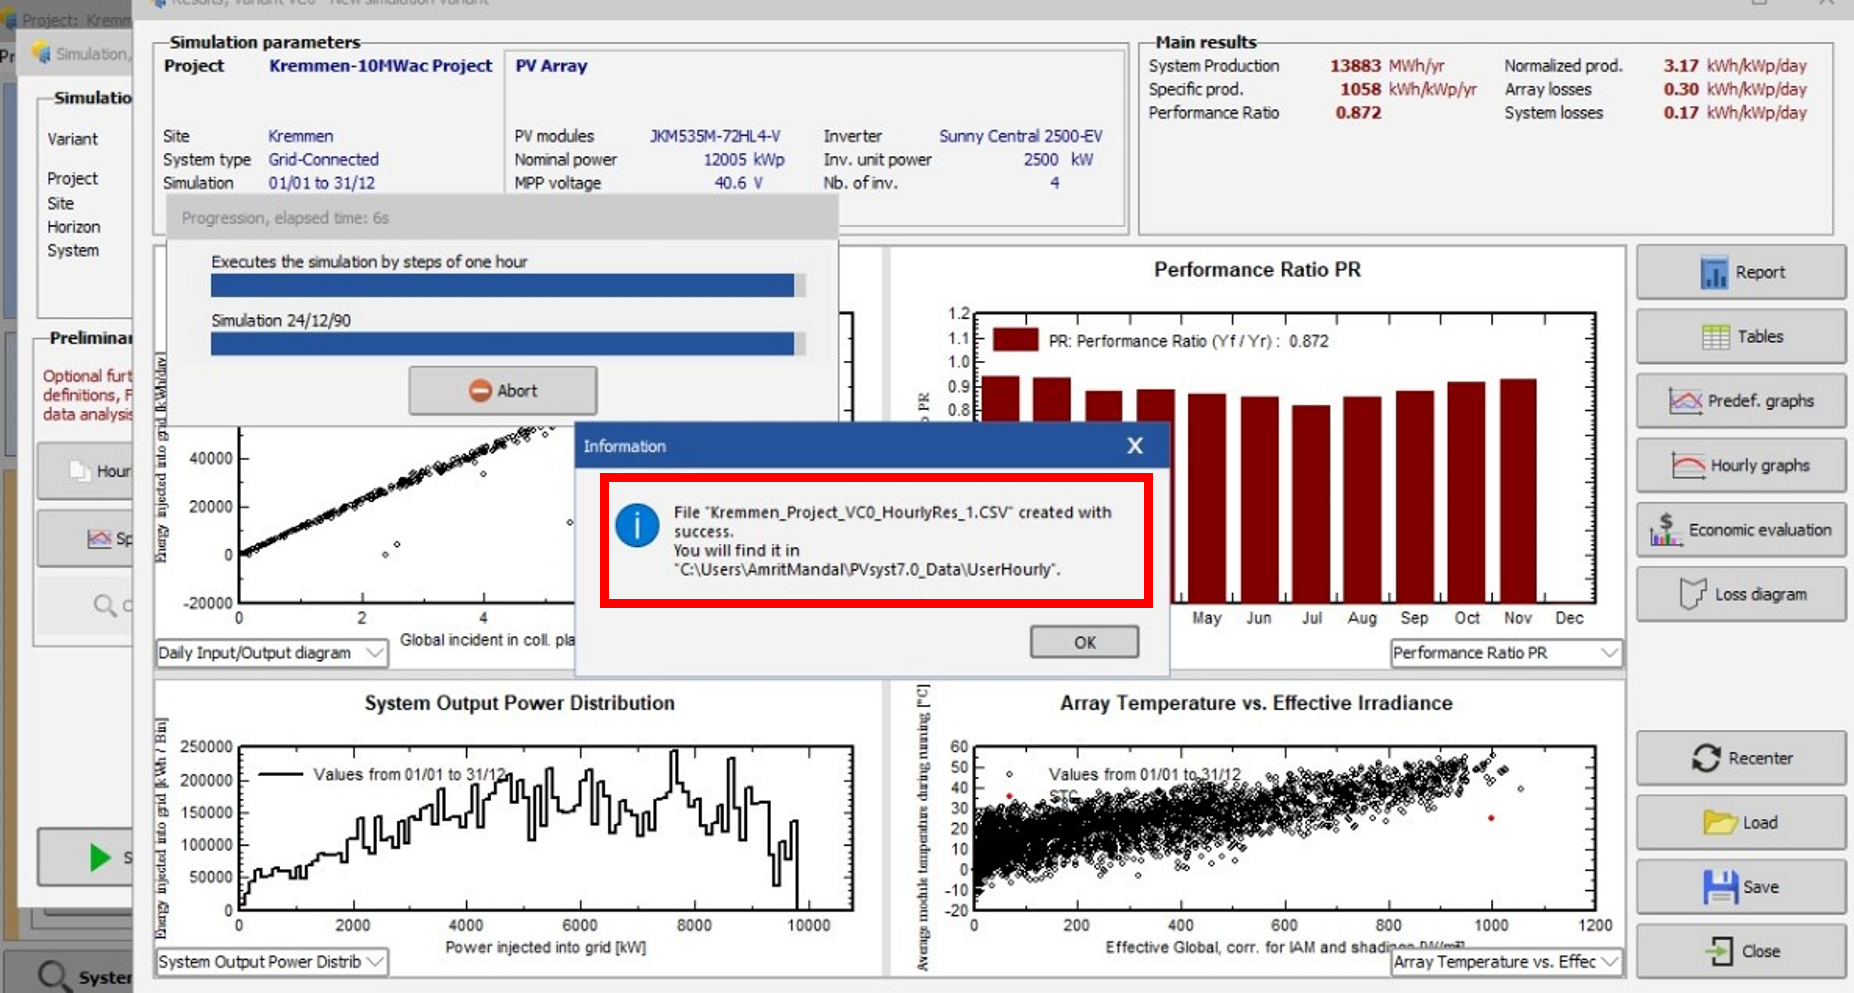 Results, Variant VC0 - New simulation variant
Project: Kremm
Simulation,
Simulatio
Variant
Project
Site
Horizon
System
Preliminar
Optional furt
definitions, F
data analysis
Hour
Sp
S
System
Simulation parameters
Project Kremmen-10MWac Project
Site Kremmen
System type Grid-Connected
Simulation 01/01 to 31/12
PV Array
PV modules JKM535M-72HL4-V Inverter Sunny Central 2500-EV
Nominal power 12005 kWp Inv. unit power 2500 kW
MPP voltage 40.6 V Nb. of inv. 4
Main results
System Production 13883 MWh/yr Normalized prod. 3.17 kWh/kWp/day
Specific prod. 1058 kWh/kWp/yr Array losses 0.30 kWh/kWp/day
Performance Ratio 0.872 System losses 0.17 kWh/kWp/day
Progression, elapsed time: 6s
Executes the simulation by steps of one hour
Simulation 24/12/90
Abort
Energy injected into grid [kWh/day]
40000
20000
0
-20000
0 2 4
Global incident in coll. pla
Daily Input/Output diagram
Performance Ratio PR
PR: Performance Ratio (Yf / Yr) : 0.872
1.2
1.1
1.0
0.9
0.8
o PR
May Jun Jul Aug Sep Oct Nov Dec
Performance Ratio PR
Information X
File "Kremmen_Project_VC0_HourlyRes_1.CSV" created with
success.
You will find it in
"C:\Users\AmritMandal\PVsyst7.0_Data\UserHourly".
OK
System Output Power Distribution
Values from 01/01 to 31/12
Energy injected into grid [kWh / Bin]
250000
200000
150000
100000
50000
0
0 2000 4000 6000 8000 10000
Power injected into grid [kW]
System Output Power Distrib
Array Temperature vs. Effective Irradiance
Values from 01/01 to 31/12
STC
Average module temperature during running [°C]
60
50
40
30
20
10
0
-10
-20
0 200 400 600 800 1000 1200
Effective Global, corr. for IAM and shadings [W/m²]
Array Temperature vs. Effec
Report
Tables
Predef. graphs
Hourly graphs
Economic evaluation
Loss diagram
Recenter
Load
Save
Close